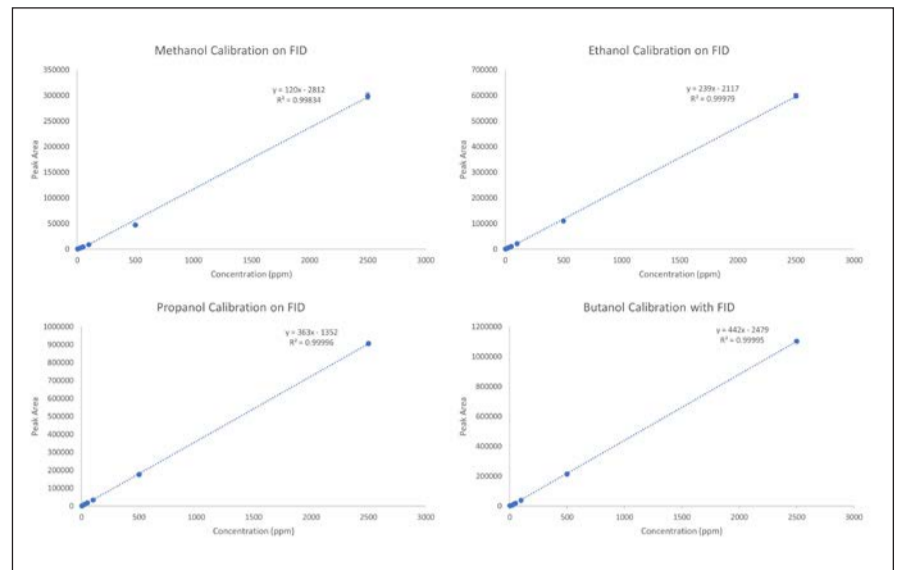 Methanol Calibration on FID
350000
300000
250000
200000
150000
100000
50000
0
Peak Area
y = 120x - 2812
R² = 0.99834
0 500 1000 1500 2000 2500 3000
Concentration (ppm)
Ethanol Calibration on FID
700000
600000
500000
400000
300000
200000
100000
0
Peak Area
y = 239x - 2117
R² = 0.99979
0 500 1000 1500 2000 2500 3000
Concentration (ppm)
Propanol Calibration on FID
1000000
900000
800000
700000
600000
500000
400000
300000
200000
100000
0
Peak Area
y = 363x - 1352
R² = 0.99996
0 500 1000 1500 2000 2500 3000
Concentration (ppm)
Butanol Calibration with FID
1200000
1000000
800000
600000
400000
200000
0
Peak Area
y = 442x - 2479
R² = 0.99995
0 500 1000 1500 2000 2500 3000
Concentration (ppm)